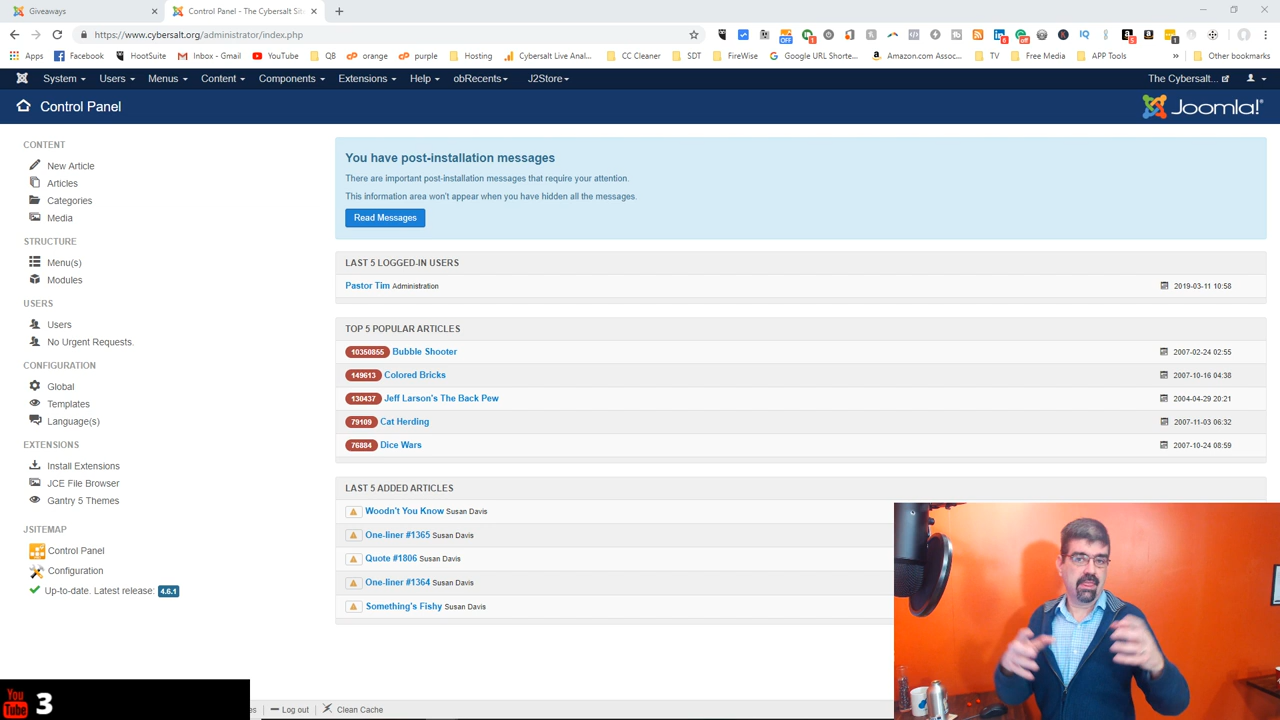 Giveaways
Control Panel - The Cybersalt Sit
https://www.cybersalt.org/administrator/index.php
Apps Facebook HootSuite Inbox - Gmail YouTube QB orange purple Hosting Cybersalt Live Anal... CC Cleaner SDT FireWise Google URL Shorte... Amazon.com Assoc... TV Free Media APP Tools » Other bookmarks
System Users Menus Content Components Extensions Help obRecents J2Store The Cybersalt...
Control Panel
Joomla!®
CONTENT
New Article
Articles
Categories
Media
STRUCTURE
Menu(s)
Modules
USERS
Users
No Urgent Requests.
CONFIGURATION
Global
Templates
Language(s)
EXTENSIONS
Install Extensions
JCE File Browser
Gantry 5 Themes
JSITEMAP
Control Panel
Configuration
Up-to-date. Latest release: 4.6.1
You have post-installation messages
There are important post-installation messages that require your attention.
This information area won't appear when you have hidden all the messages.
Read Messages
LAST 5 LOGGED-IN USERS
Pastor Tim Administration 2019-03-11 10:58
TOP 5 POPULAR ARTICLES
10350855 Bubble Shooter 2007-02-24 02:55
149613 Colored Bricks 2007-10-16 04:38
130437 Jeff Larson's The Back Pew 2004-04-29 20:21
79109 Cat Herding 2007-11-03 06:32
76884 Dice Wars 2007-10-24 08:59
LAST 5 ADDED ARTICLES
Woodn't You Know Susan Davis
One-liner #1365 Susan Davis
Quote #1806 Susan Davis
One-liner #1364 Susan Davis
Something's Fishy Susan Davis
You Tube 3
Log out Clean Cache